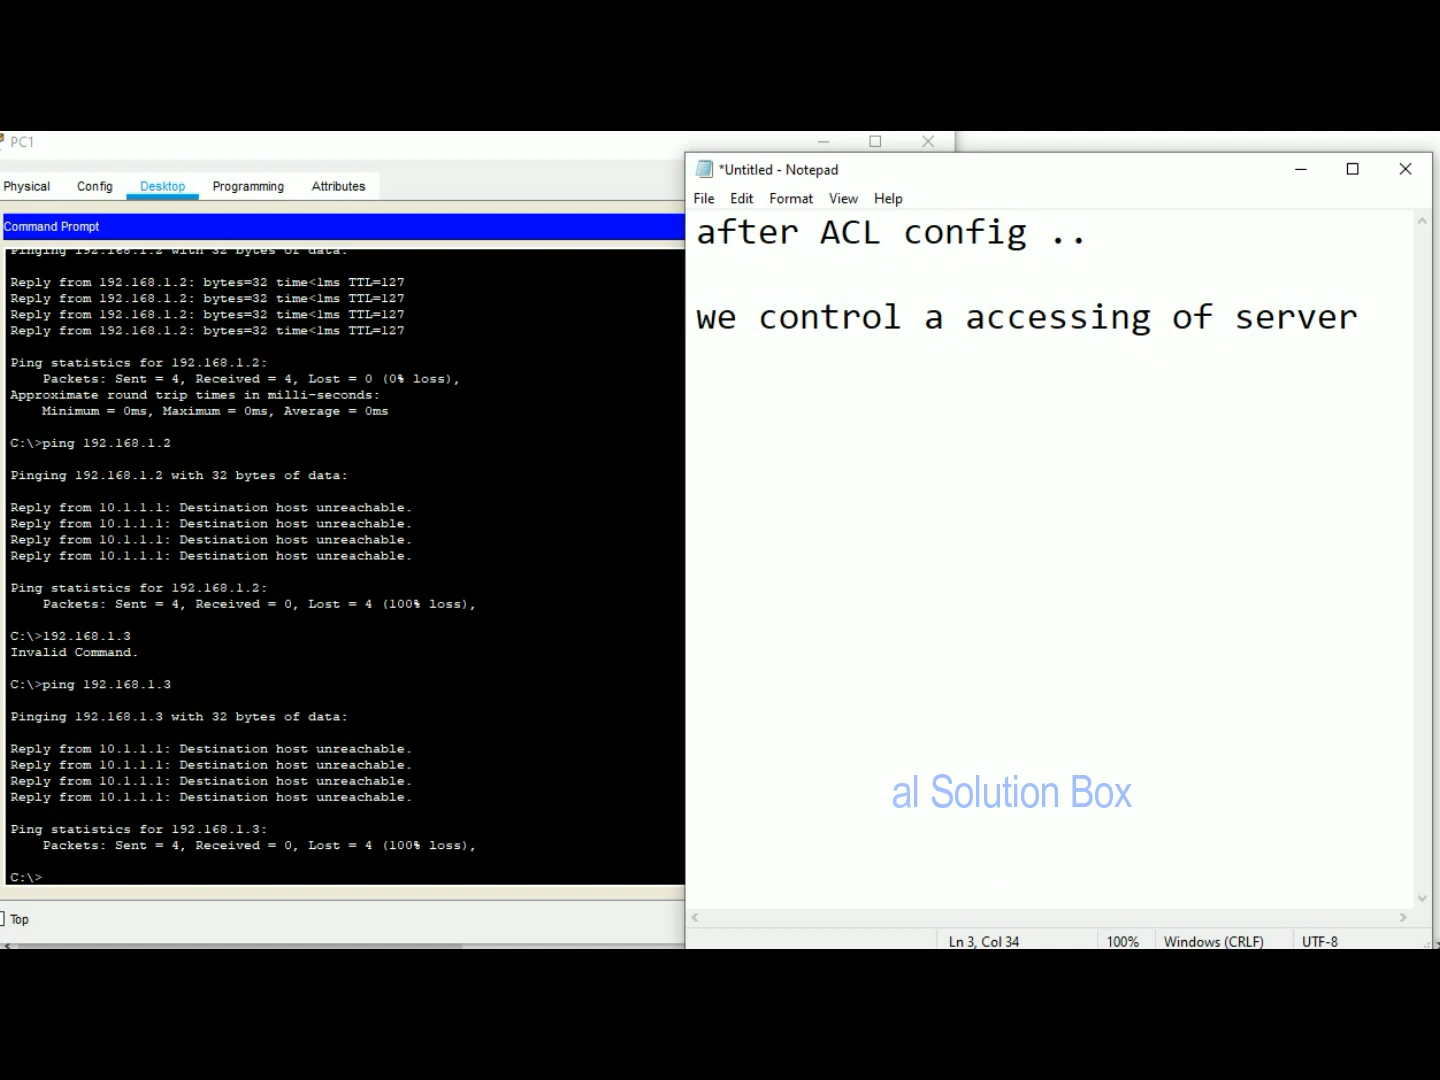 PC1
Physical Config Desktop Programming Attributes
Command Prompt
Pinging 192.168.1.2 with 32 bytes of data:
Reply from 192.168.1.2: bytes=32 time<1ms TTL=127
Reply from 192.168.1.2: bytes=32 time<1ms TTL=127
Reply from 192.168.1.2: bytes=32 time<1ms TTL=127
Reply from 192.168.1.2: bytes=32 time<1ms TTL=127
Ping statistics for 192.168.1.2:
Packets: Sent = 4, Received = 4, Lost = 0 (0% loss),
Approximate round trip times in milli-seconds:
Minimum = 0ms, Maximum = 0ms, Average = 0ms
C:\>ping 192.168.1.2
Pinging 192.168.1.2 with 32 bytes of data:
Reply from 10.1.1.1: Destination host unreachable.
Reply from 10.1.1.1: Destination host unreachable.
Reply from 10.1.1.1: Destination host unreachable.
Reply from 10.1.1.1: Destination host unreachable.
Ping statistics for 192.168.1.2:
Packets: Sent = 4, Received = 0, Lost = 4 (100% loss),
C:\>192.168.1.3
Invalid Command.
C:\>ping 192.168.1.3
Pinging 192.168.1.3 with 32 bytes of data:
Reply from 10.1.1.1: Destination host unreachable.
Reply from 10.1.1.1: Destination host unreachable.
Reply from 10.1.1.1: Destination host unreachable.
Reply from 10.1.1.1: Destination host unreachable.
Ping statistics for 192.168.1.3:
Packets: Sent = 4, Received = 0, Lost = 4 (100% loss),
C:\>
Top
*Untitled - Notepad
File Edit Format View Help
after ACL config ..
we control a accessing of server
al Solution Box
Ln 3, Col 34 100% Windows (CRLF) UTF-8